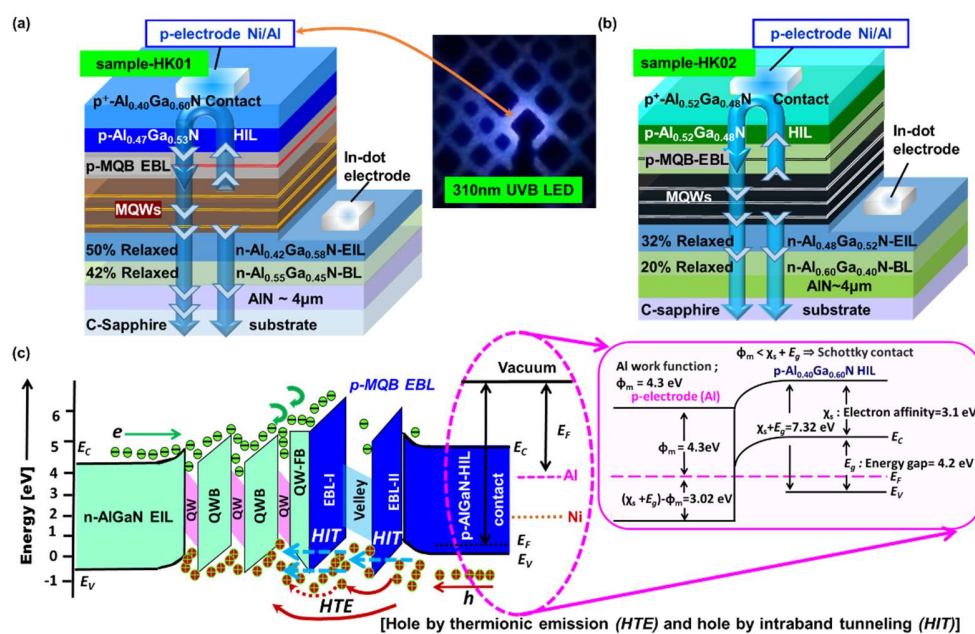 (a)
p-electrode Ni/Al
sample-HK01
p⁺-Al0.40Ga0.60N Contact
p-Al0.47Ga0.53N HIL
p-MQB EBL
In-dot
electrode
MQWs
50% Relaxed n-Al0.42Ga0.58N-EIL
42% Relaxed n-Al0.55Ga0.45N-BL
AlN ~ 4μm
C-Sapphire substrate
310nm UVB LED
(b)
p-electrode Ni/Al
sample-HK02
p⁺-Al0.52Ga0.48N Contact
p-Al0.52Ga0.48N HIL
p-MQB-EBL
In-dot
electrode
MQWs
32% Relaxed n-Al0.48Ga0.52N-EIL
20% Relaxed n-Al0.60Ga0.40N-BL
AlN~4μm
C-Sapphire substrate
(c)
Energy [eV]
6
5
4
3
2
1
0
-1
e
EC
n-AlGaN EIL
EV
QW
QWB
QW
QWB
QW
QW-FB
EBL-I
Velley
EBL-II
HIT
HIT
p-MQB EBL
p-AlGaN-HIL
contact
HTE
h
Vacuum
EF
EC
Al
Ni
EF
EV
ϕm < χs + Eg ⇒ Schottky contact
Al work function ;
ϕm = 4.3 eV
p-electrode (Al)
p-Al0.40Ga0.60N HIL
χs : Electron affinity=3.1 eV
χs+Eg=7.32 eV
EC
ϕm = 4.3eV
Eg : Energy gap= 4.2 eV
EF
EV
(χs + Eg)-ϕm=3.02 eV
[Hole by thermionic emission (HTE) and hole by intraband tunneling (HIT)]